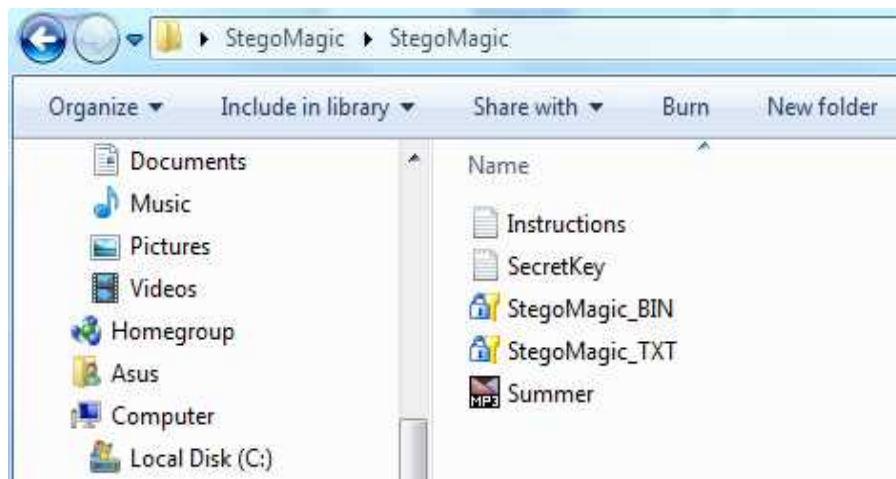 StegoMagic StegoMagic
Organize Include in library Share with Burn New folder
Documents
Music
Pictures
Videos
Homegroup
Asus
Computer
Local Disk (C:)
Name
Instructions
SecretKey
StegoMagic_BIN
StegoMagic_TXT
MP3 Summer